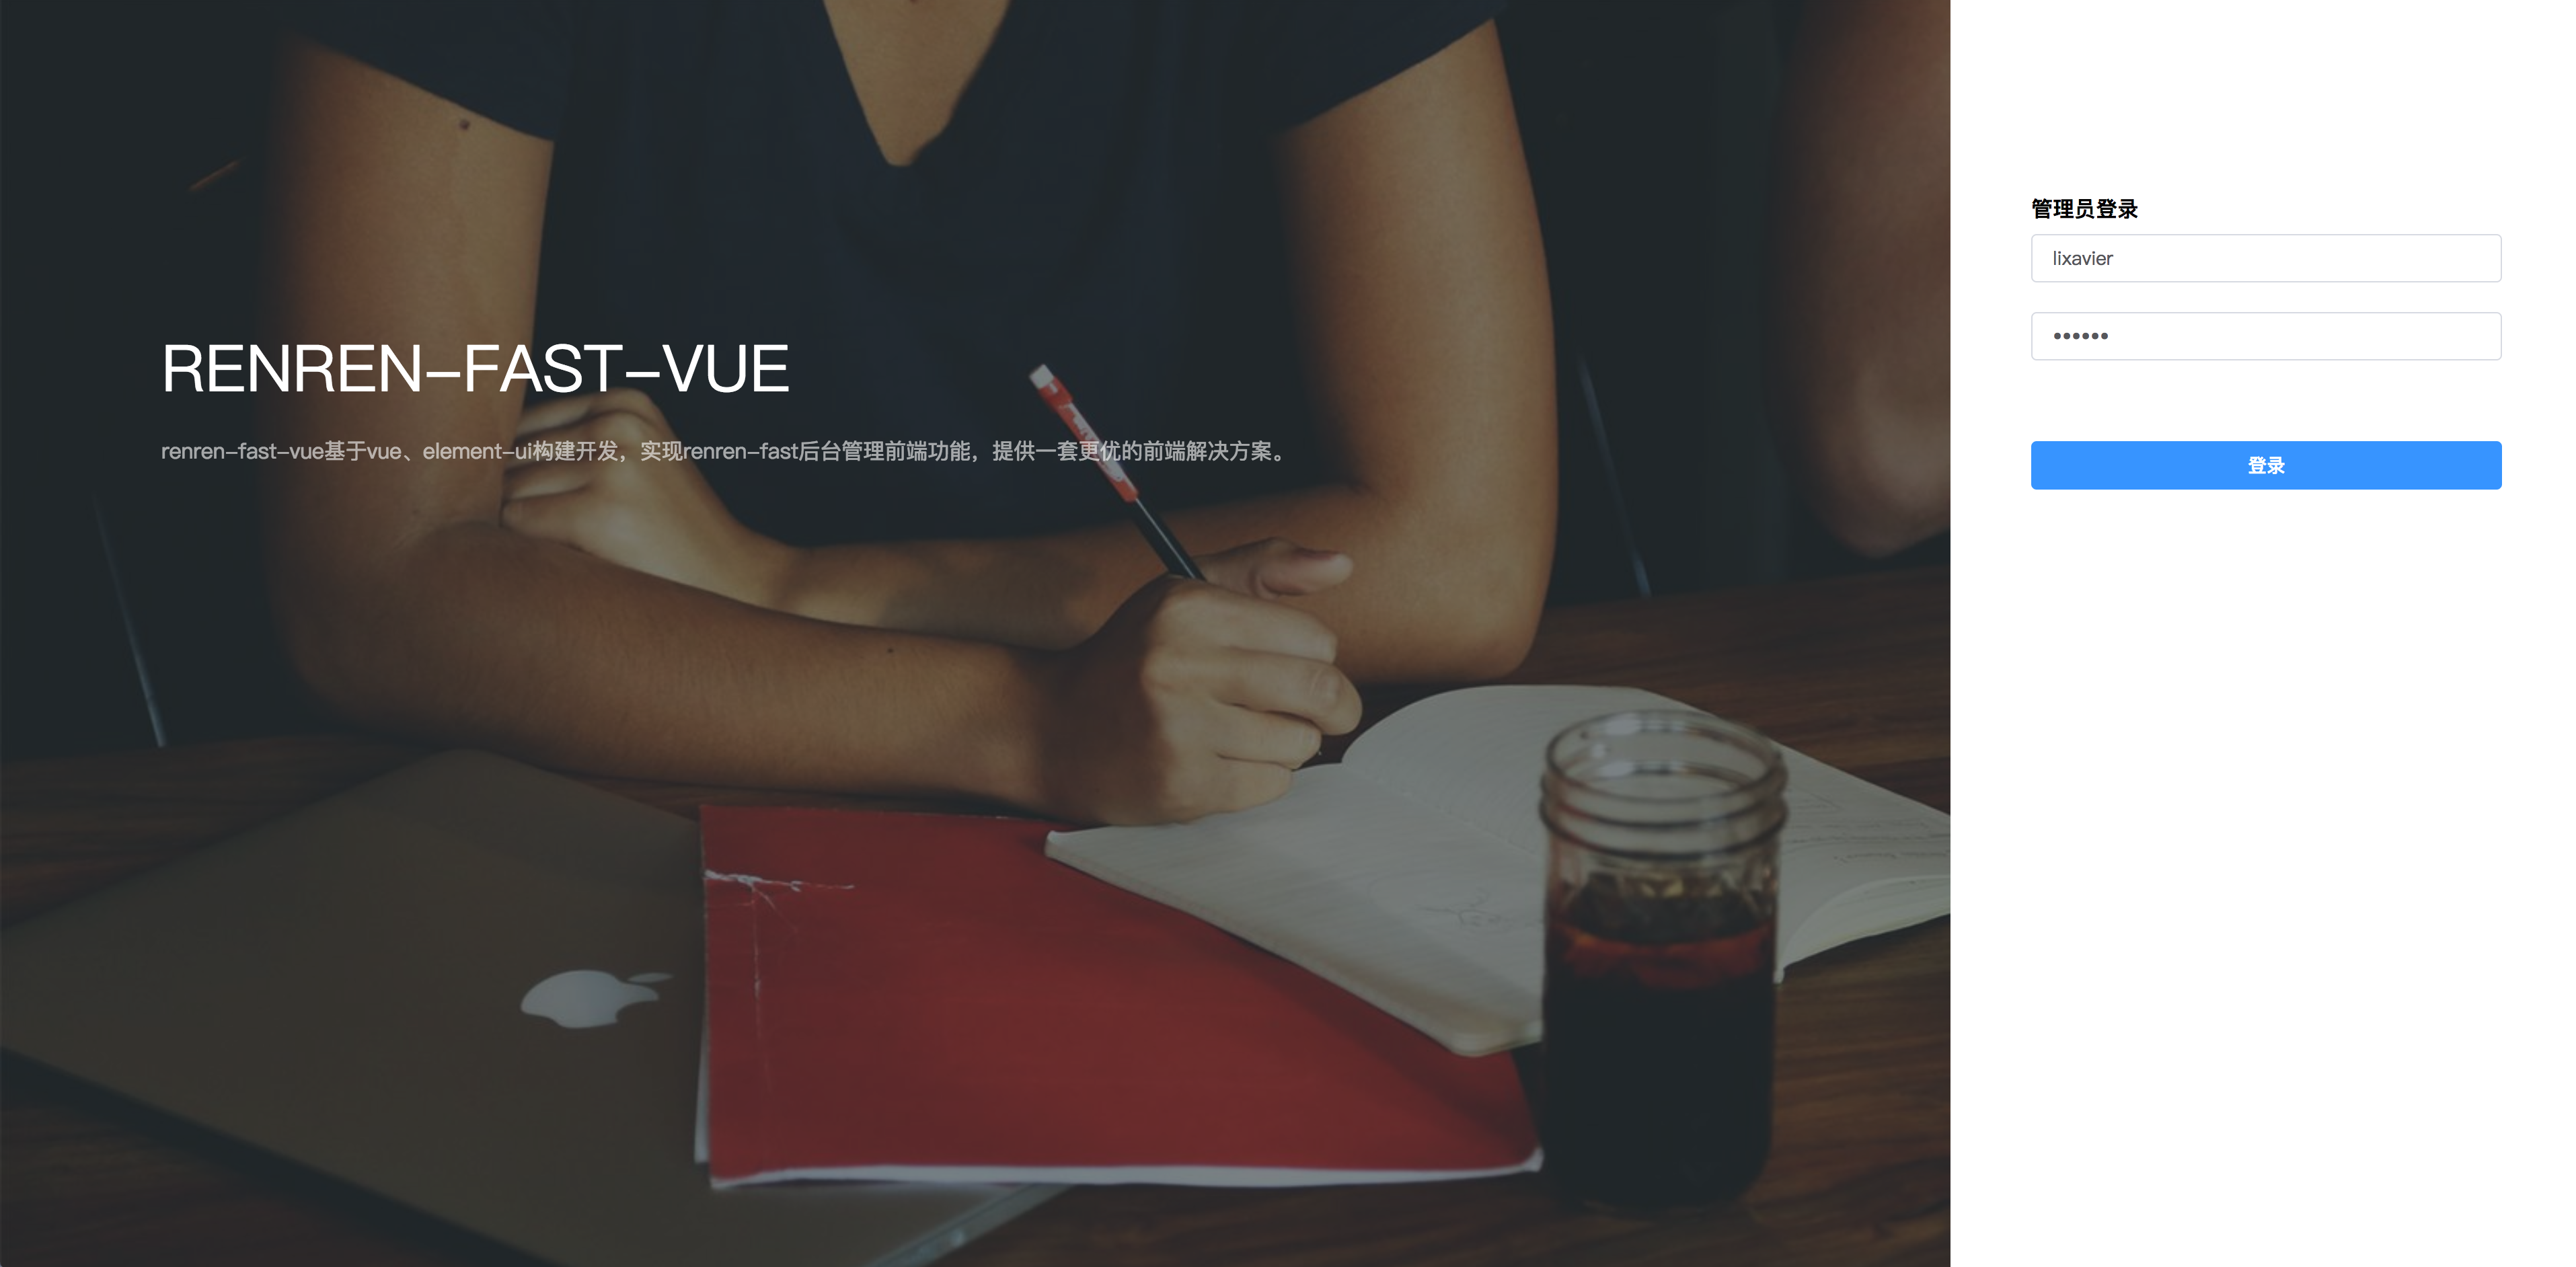 RENREN-FAST-VUE
renren-fast-vue基于vue、element-ui构建开发，实现renren-fast后台管理前端功能，提供一套更优的前端解决方案。
管理员登录
lixavier
••••••
登录